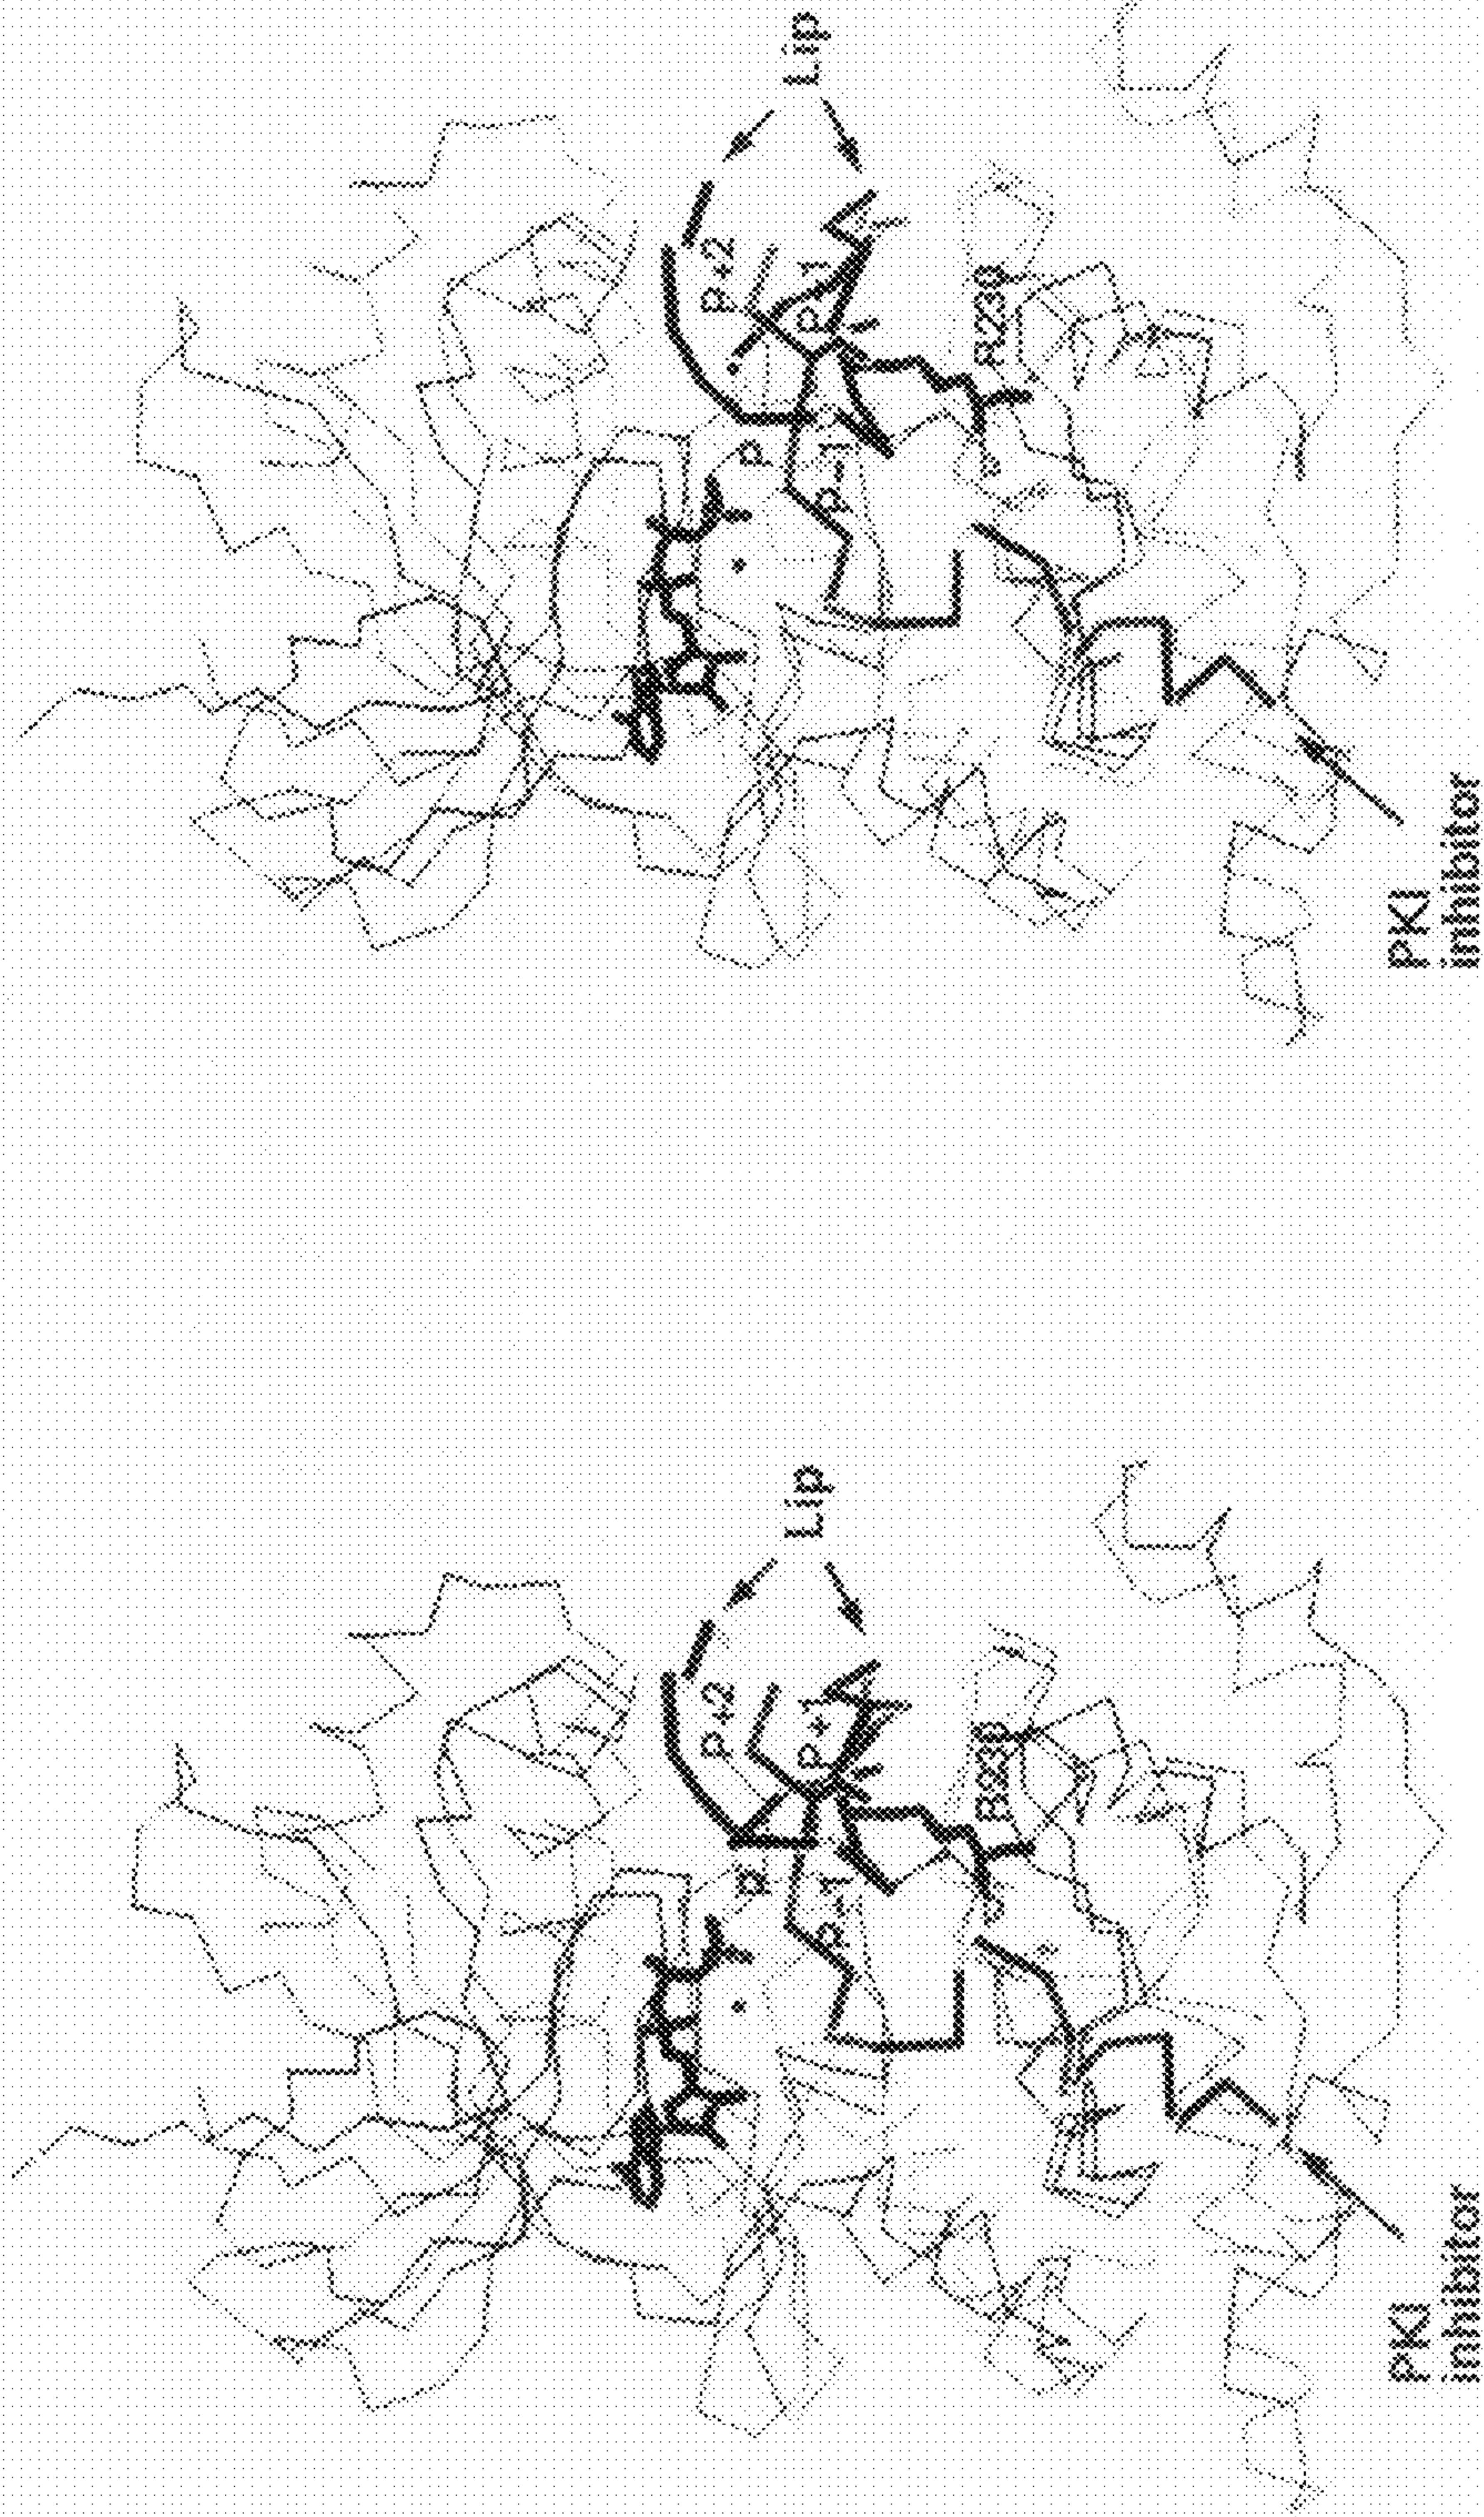 P+2
P
Lip
P+1
P-1
R230
PKI
inhibitor
P+2
P
Lip
P+1
P-1
R230
PKI
inhibitor